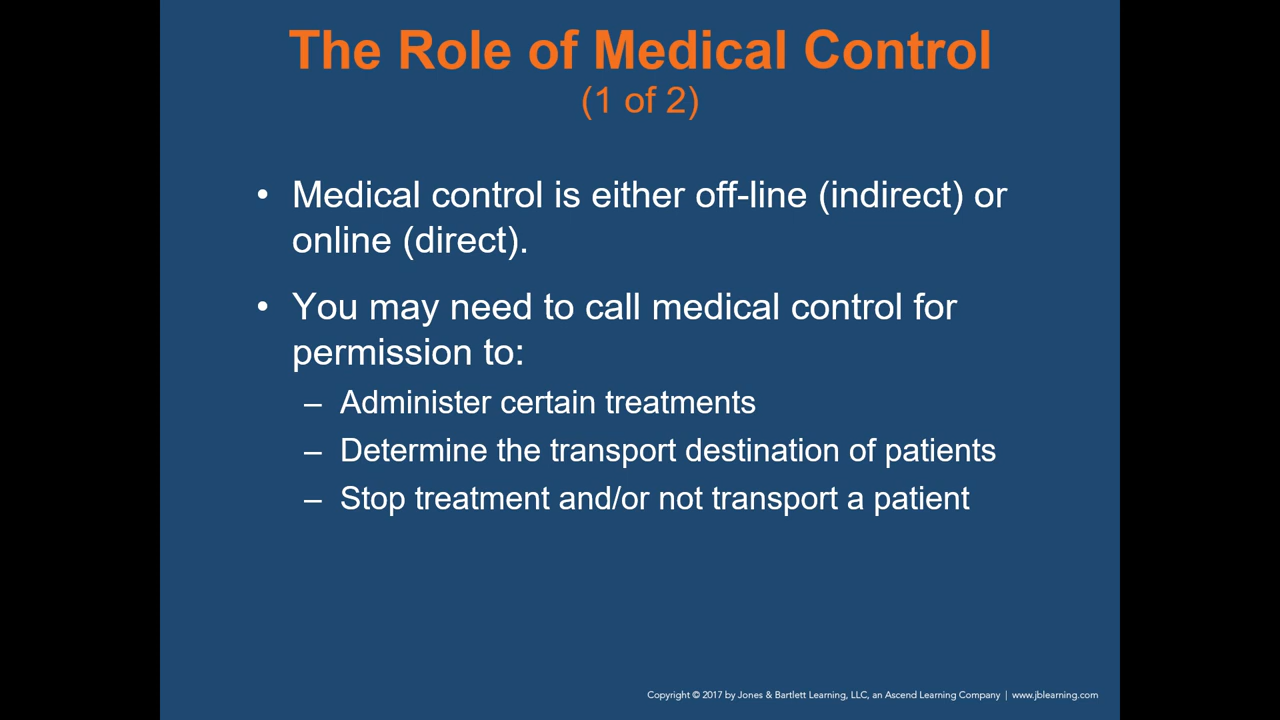 The Role of Medical Control
(1 of 2)
• Medical control is either off-line (indirect) or
online (direct).
• You may need to call medical control for
permission to:
– Administer certain treatments
– Determine the transport destination of patients
– Stop treatment and/or not transport a patient
Copyright © 2017 by Jones & Bartlett Learning, LLC, an Ascend Learning Company | www.jblearning.com